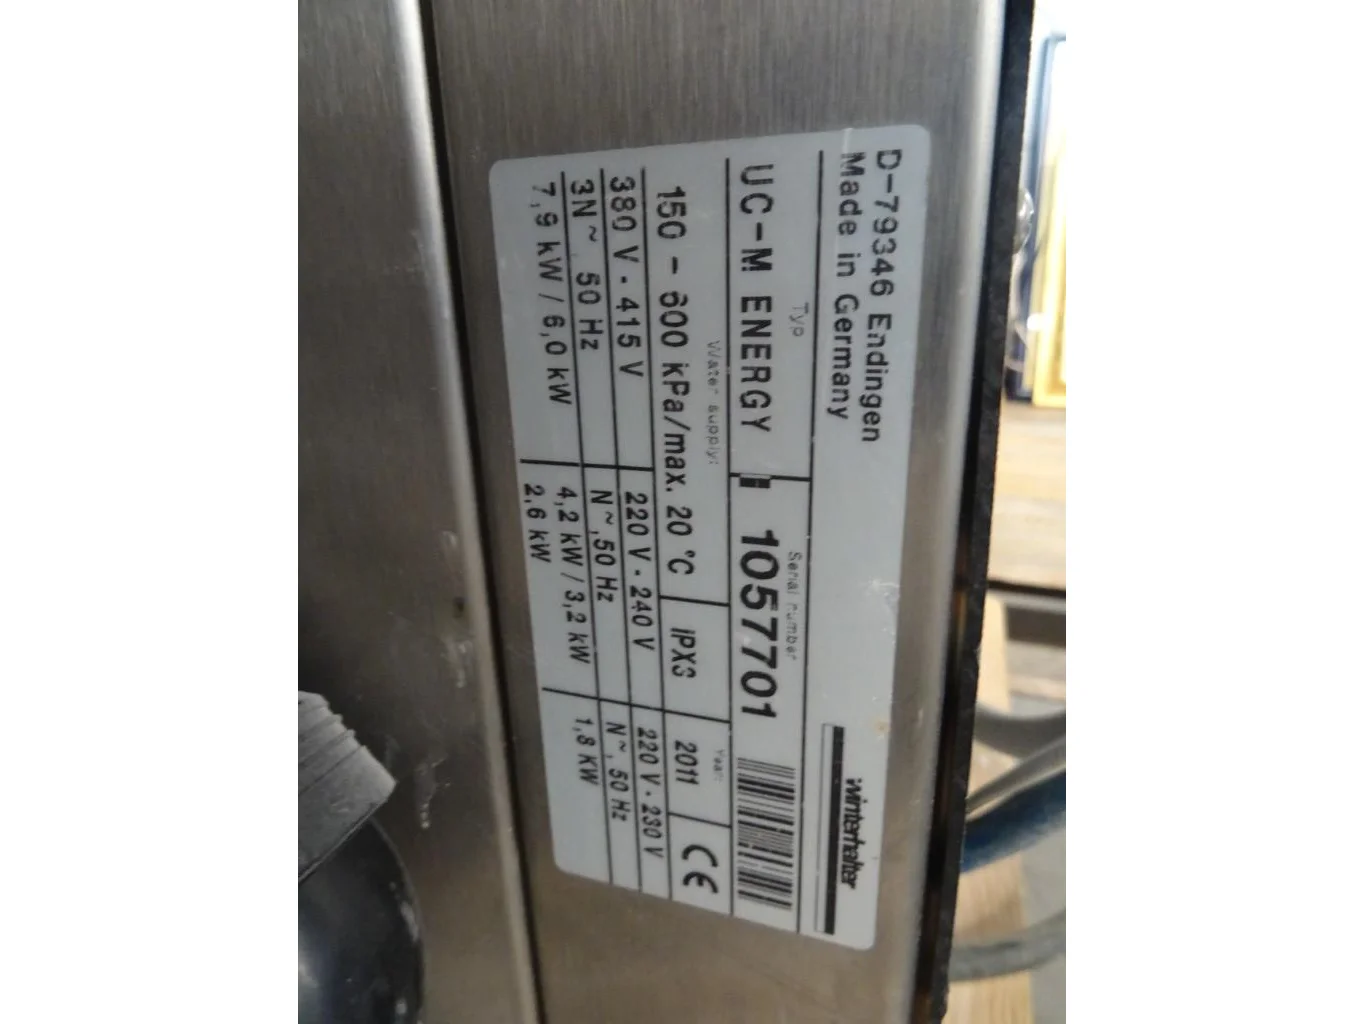 D-79346 Endingen
Made in Germany
winterhalter
Typ
UC-M ENERGY
Serial number
1057701
Water supply:
150 - 600 kPa/max. 20 °C
IPX3
Year:
2011
CE
380 V - 415 V
220 V - 240 V
220 V - 230 V
3N~, 50 Hz
N~, 50 Hz
N~, 50 Hz
7,9 kW / 6,0 kW
4,2 kW / 3,2 kW
1,8 KW
2,6 kW